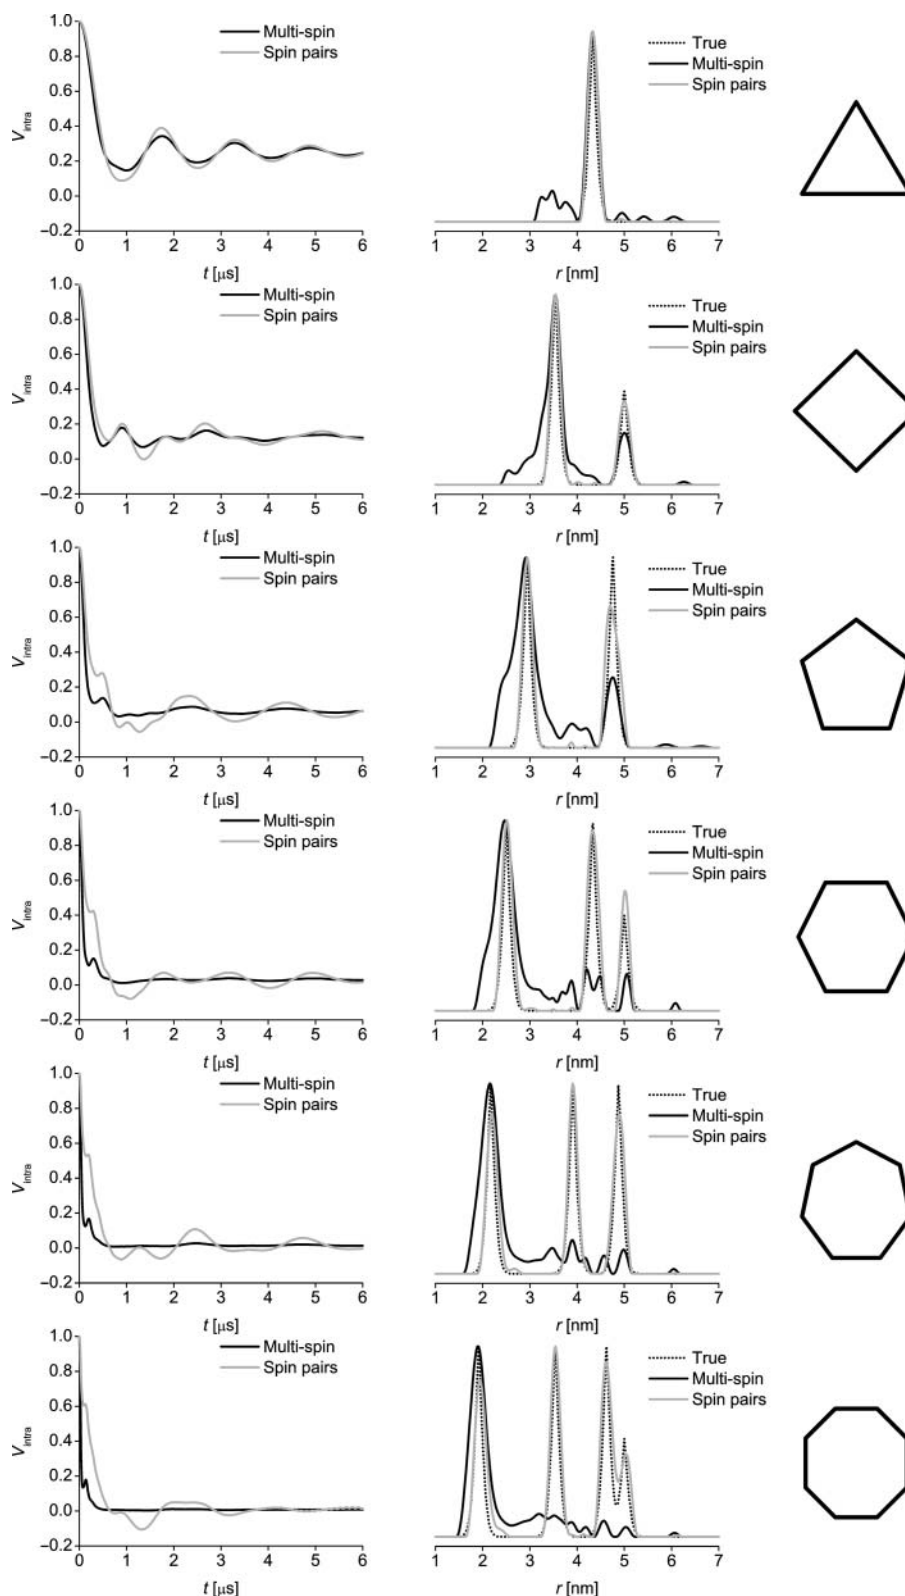 1.0
0.8
0.6
0.4
0.2
0.0
–0.2
V_intra
Multi-spin
Spin pairs
0 1 2 3 4 5 6
t [μs]
True
Multi-spin
Spin pairs
1 2 3 4 5 6 7
r [nm]
1.0
0.8
0.6
0.4
0.2
0.0
–0.2
V_intra
Multi-spin
Spin pairs
0 1 2 3 4 5 6
t [μs]
True
Multi-spin
Spin pairs
1 2 3 4 5 6 7
r [nm]
1.0
0.8
0.6
0.4
0.2
0.0
–0.2
V_intra
Multi-spin
Spin pairs
0 1 2 3 4 5 6
t [μs]
True
Multi-spin
Spin pairs
1 2 3 4 5 6 7
r [nm]
1.0
0.8
0.6
0.4
0.2
0.0
–0.2
V_intra
Multi-spin
Spin pairs
0 1 2 3 4 5 6
t [μs]
True
Multi-spin
Spin pairs
1 2 3 4 5 6 7
r [nm]
1.0
0.8
0.6
0.4
0.2
0.0
–0.2
V_intra
Multi-spin
Spin pairs
0 1 2 3 4 5 6
t [μs]
True
Multi-spin
Spin pairs
1 2 3 4 5 6 7
r [nm]
1.0
0.8
0.6
0.4
0.2
0.0
–0.2
V_intra
Multi-spin
Spin pairs
0 1 2 3 4 5 6
t [μs]
True
Multi-spin
Spin pairs
1 2 3 4 5 6 7
r [nm]